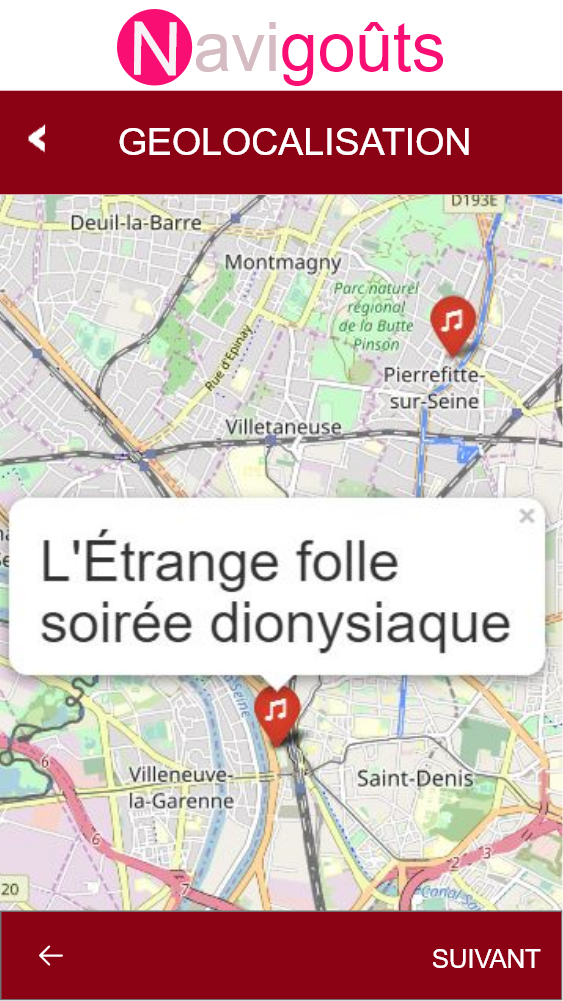 Navigoûts
GEOLOCALISATION
D193E
Deuil-la-Barre
Montmagny
Parc naturel
régional
de la Butte
Pinson
Rue d'Epinay
Pierrefitte-
sur-Seine
Villetaneuse
×
L'Étrange folle
soirée dionysiaque
Seine
Villeneuve-
la-Garenne
Saint-Denis
6
6
7
2
3
20
Canal
SUIVANT